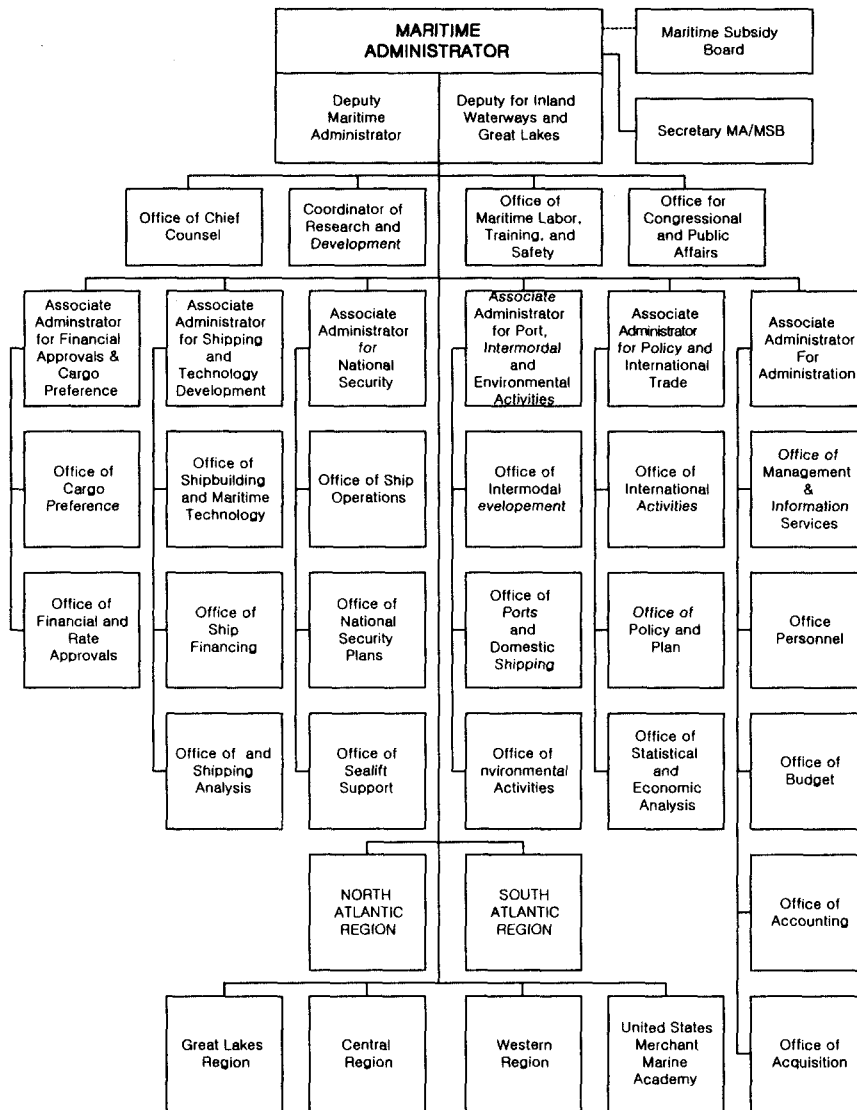 MARITIME
ADMINISTRATOR
Maritime Subsidy
Board
Deputy
Maritime
Administrator
Deputy for Inland
Waterways and
Great Lakes
Secretary MA/MSB
Office of Chief
Counsel
Coordinator of
Research and
Development
Office of
Maritime Labor,
Training, and
Safety
Office for
Congressional
and Public
Affairs
Associate
Adminstrator
for Financial
Approvals &
Cargo
Preference
Associate
Administrator
for Shipping
and
Technology
Development
Associate
Administrator
for
National
Security
Associate
Administrator
for Port,
Intermordal
and
Environmental
Activities
Associate
Administrator
for Policy and
International
Trade
Associate
Administrator
For
Administration
Office of
Cargo
Preference
Office of
Shipbuilding
and Maritime
Technology
Office of Ship
Operations
Office of
Intermodal
evelopement
Office of
International
Activities
Office of
Management
&
Information
Services
Office of
Financial and
Rate
Approvals
Office of
Ship
Financing
Office of
National
Security
Plans
Office of
Ports
and
Domestic
Shipping
Office of
Policy and
Plan
Office
Personnel
Office of and
Shipping
Analysis
Office of
Sealift
Support
Office of
nvironmental
Activities
Office of
Statistical
and
Economic
Analysis
Office of
Budget
NORTH
ATLANTIC
REGION
SOUTH
ATLANTIC
REGION
Office of
Accounting
Great Lakes
Region
Central
Region
Western
Region
United States
Merchant
Marine
Academy
Office of
Acquisition